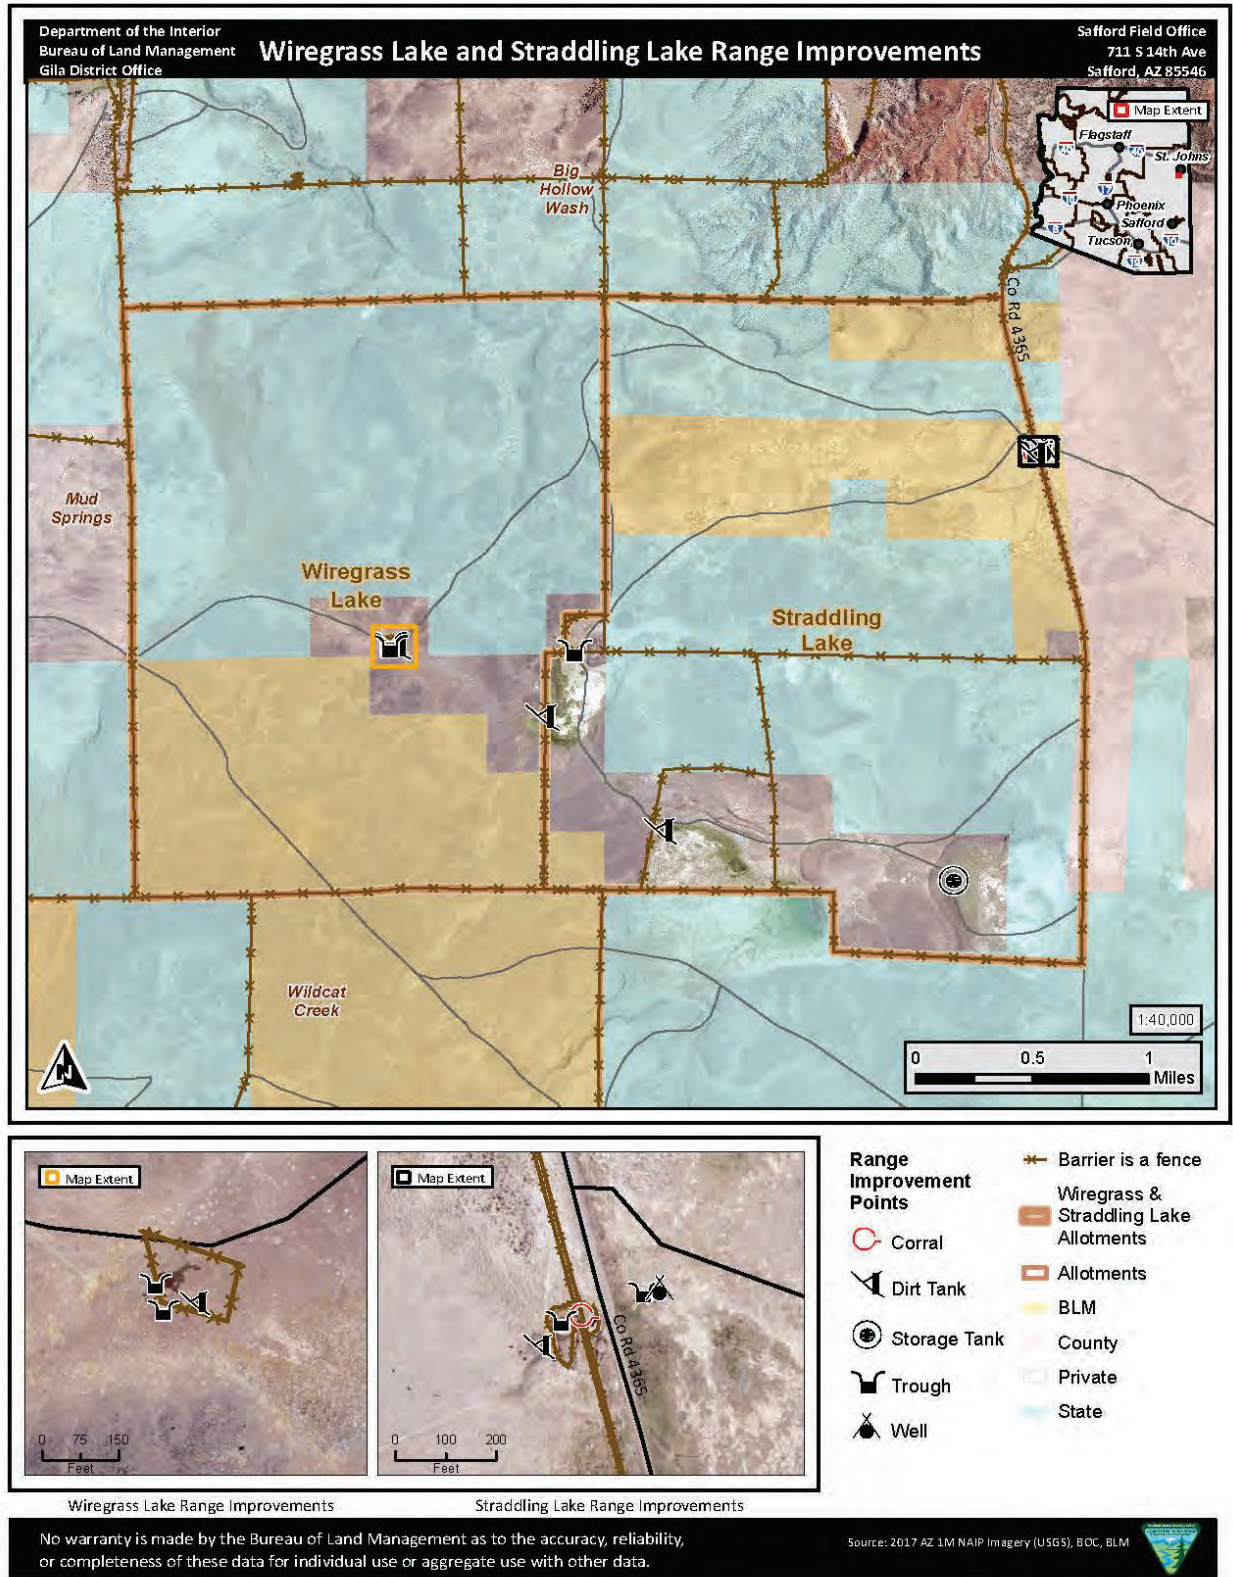 Department of the Interior
Bureau of Land Management
Gila District Office
Wiregrass Lake and Straddling Lake Range Improvements
Safford Field Office
711 S 14th Ave
Safford, AZ 85546
Map Extent
Flagstaff
40
40
St. Johns
17
10
Phoenix
Safford
8
10
Tucson
19
Big
Hollow
Wash
Co Rd 4365
Mud
Springs
Wiregrass
Lake
Straddling
Lake
Wildcat
Creek
N
1:40,000
0 0.5 1
Miles
Map Extent
0 75 150
Feet
Wiregrass Lake Range Improvements
Map Extent
Co Rd 4365
0 100 200
Feet
Straddling Lake Range Improvements
Range
Improvement
Points
Corral
Dirt Tank
Storage Tank
Trough
Well
Barrier is a fence
Wiregrass &
Straddling Lake
Allotments
Allotments
BLM
County
Private
State
No warranty is made by the Bureau of Land Management as to the accuracy, reliability,
or completeness of these data for individual use or aggregate use with other data.
Source: 2017 AZ 1M NAIP Imagery (USGS), BOC, BLM